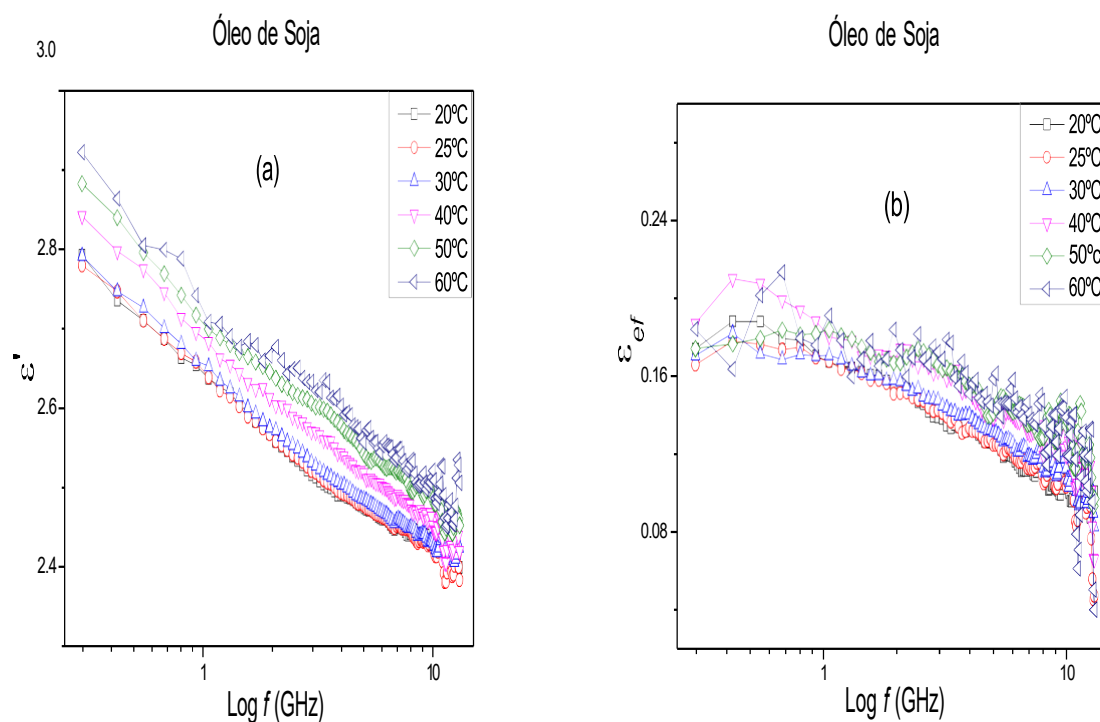 Óleo de Soja
3.0
20ºC
25ºC
30ºC
40ºC
50ºC
60ºC
(a)
2.8
2.6
2.4
ε'
1
10
Log f (GHz)
Óleo de Soja
20ºC
25ºC
30ºC
40ºC
50ºc
60ºC
(b)
0.24
0.16
0.08
εef
1
10
Log f (GHz)